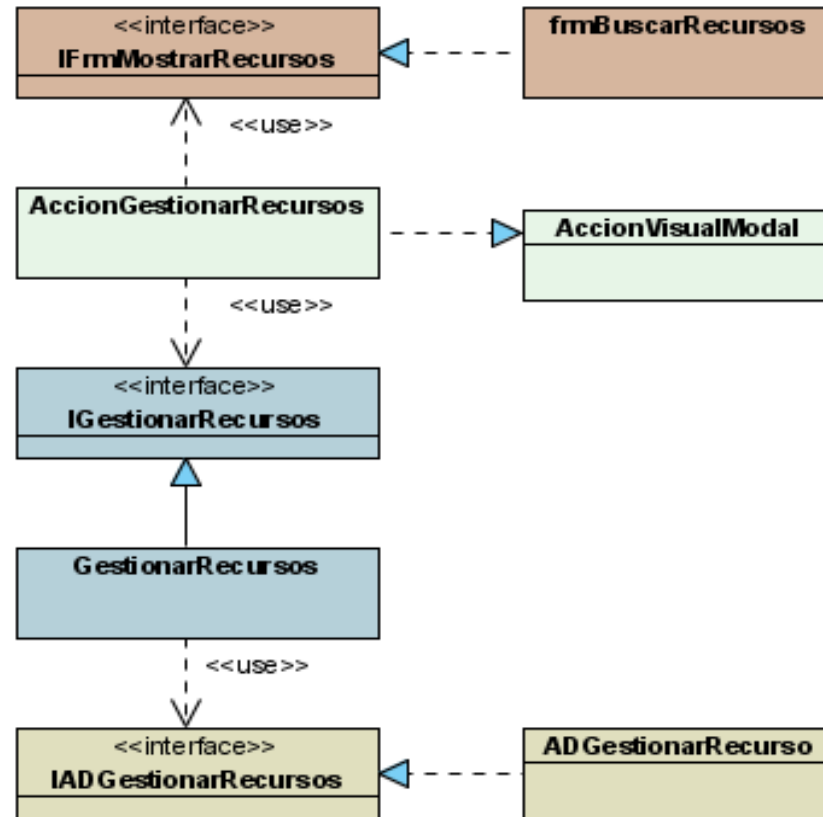 <<interface>>
IFrmMostrarRecursos
frmBuscarRecursos
<<use>>
AccionGestionarRecursos
AccionVisualModal
<<use>>
<<interface>>
IGestionarRecursos
GestionarRecursos
<<use>>
<<interface>>
IADGestionarRecursos
ADGestionarRecurso